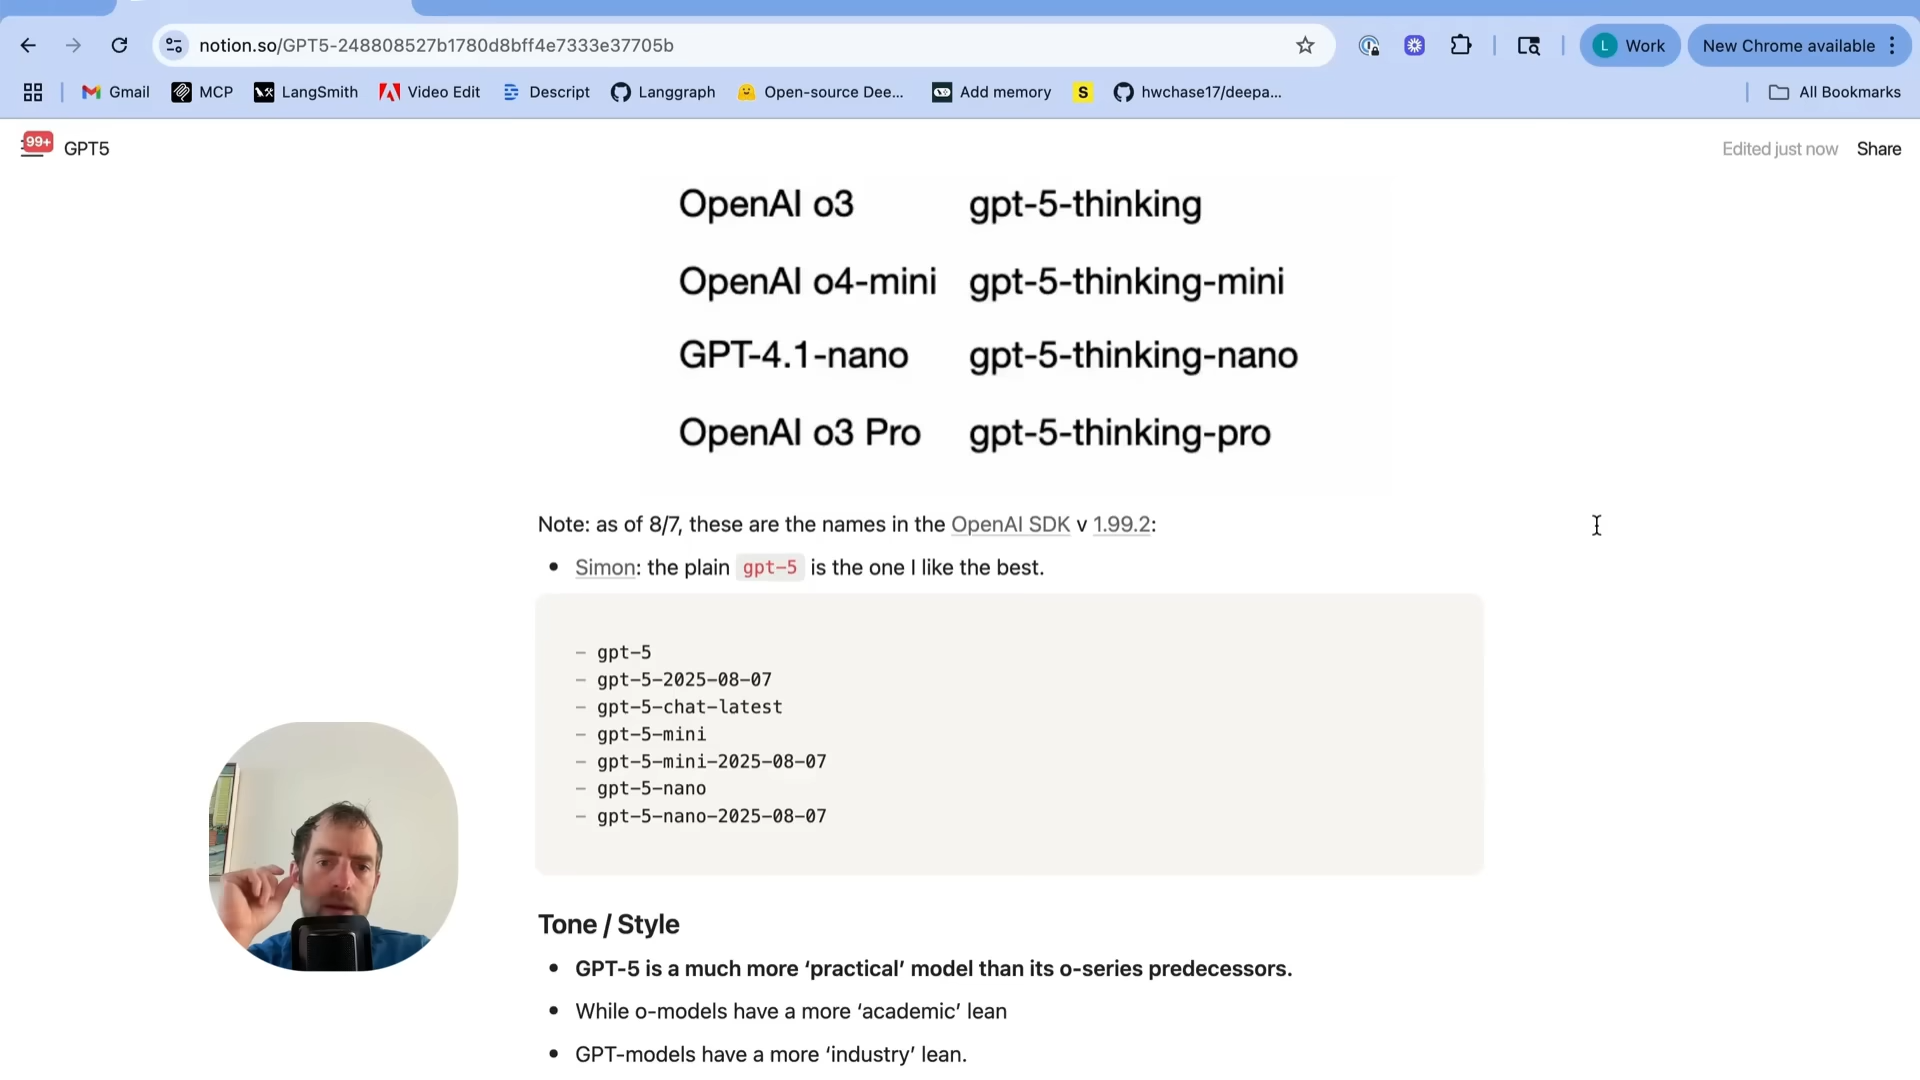 notion.so/GPT5-248808527b1780d8bff4e7333e37705b
L Work
New Chrome available
Gmail
MCP
LangSmith
Video Edit
Descript
Langgraph
Open-source Dee...
Add memory
S
hwchase17/deepa...
All Bookmarks
99+
GPT5
Edited just now
Share
OpenAI o3 gpt-5-thinking
OpenAI o4-mini gpt-5-thinking-mini
GPT-4.1-nano gpt-5-thinking-nano
OpenAI o3 Pro gpt-5-thinking-pro
Note: as of 8/7, these are the names in the OpenAI SDK v 1.99.2:
• Simon: the plain gpt-5 is the one I like the best.
- gpt-5
- gpt-5-2025-08-07
- gpt-5-chat-latest
- gpt-5-mini
- gpt-5-mini-2025-08-07
- gpt-5-nano
- gpt-5-nano-2025-08-07
Tone / Style
• GPT-5 is a much more ‘practical’ model than its o-series predecessors.
• While o-models have a more ‘academic’ lean
• GPT-models have a more ‘industry’ lean.